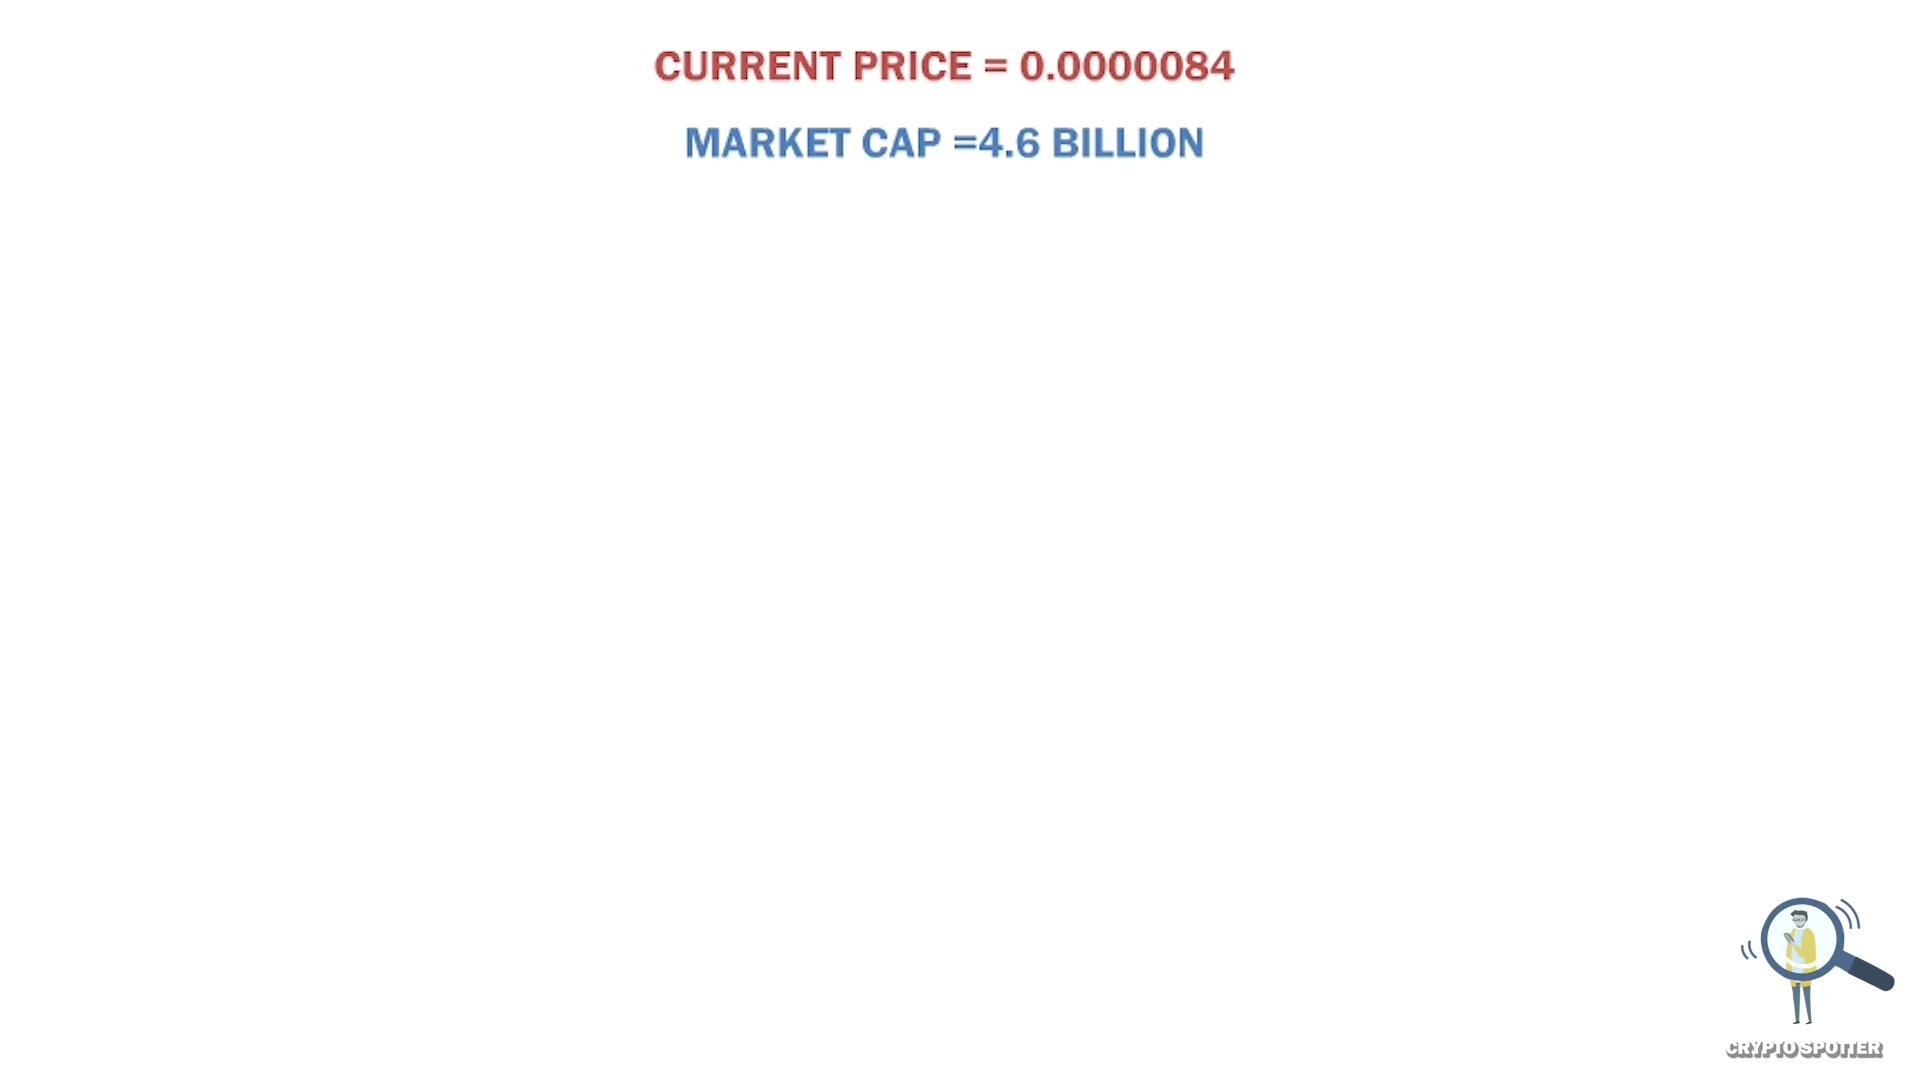 CURRENT PRICE = 0.0000084
MARKET CAP =4.6 BILLION
CRYPTO SPOTTER